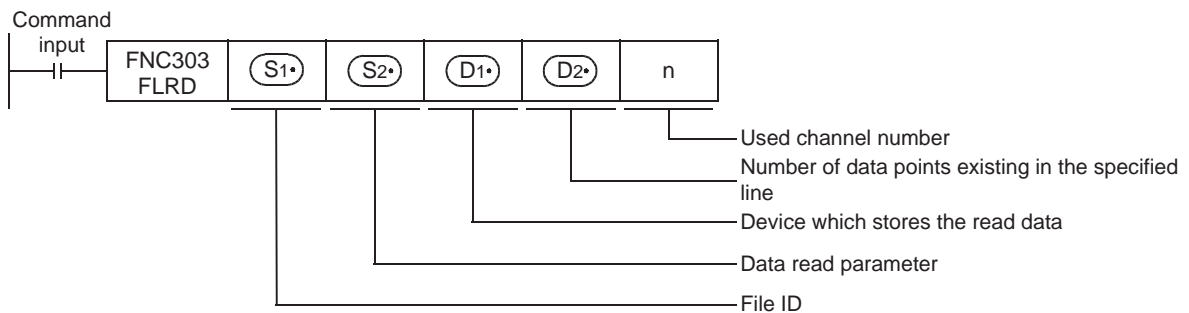 Command
input
FNC303
FLRD
S1•
S2•
D1•
D2•
n
Used channel number
Number of data points existing in the specified
line
Device which stores the read data
Data read parameter
File ID